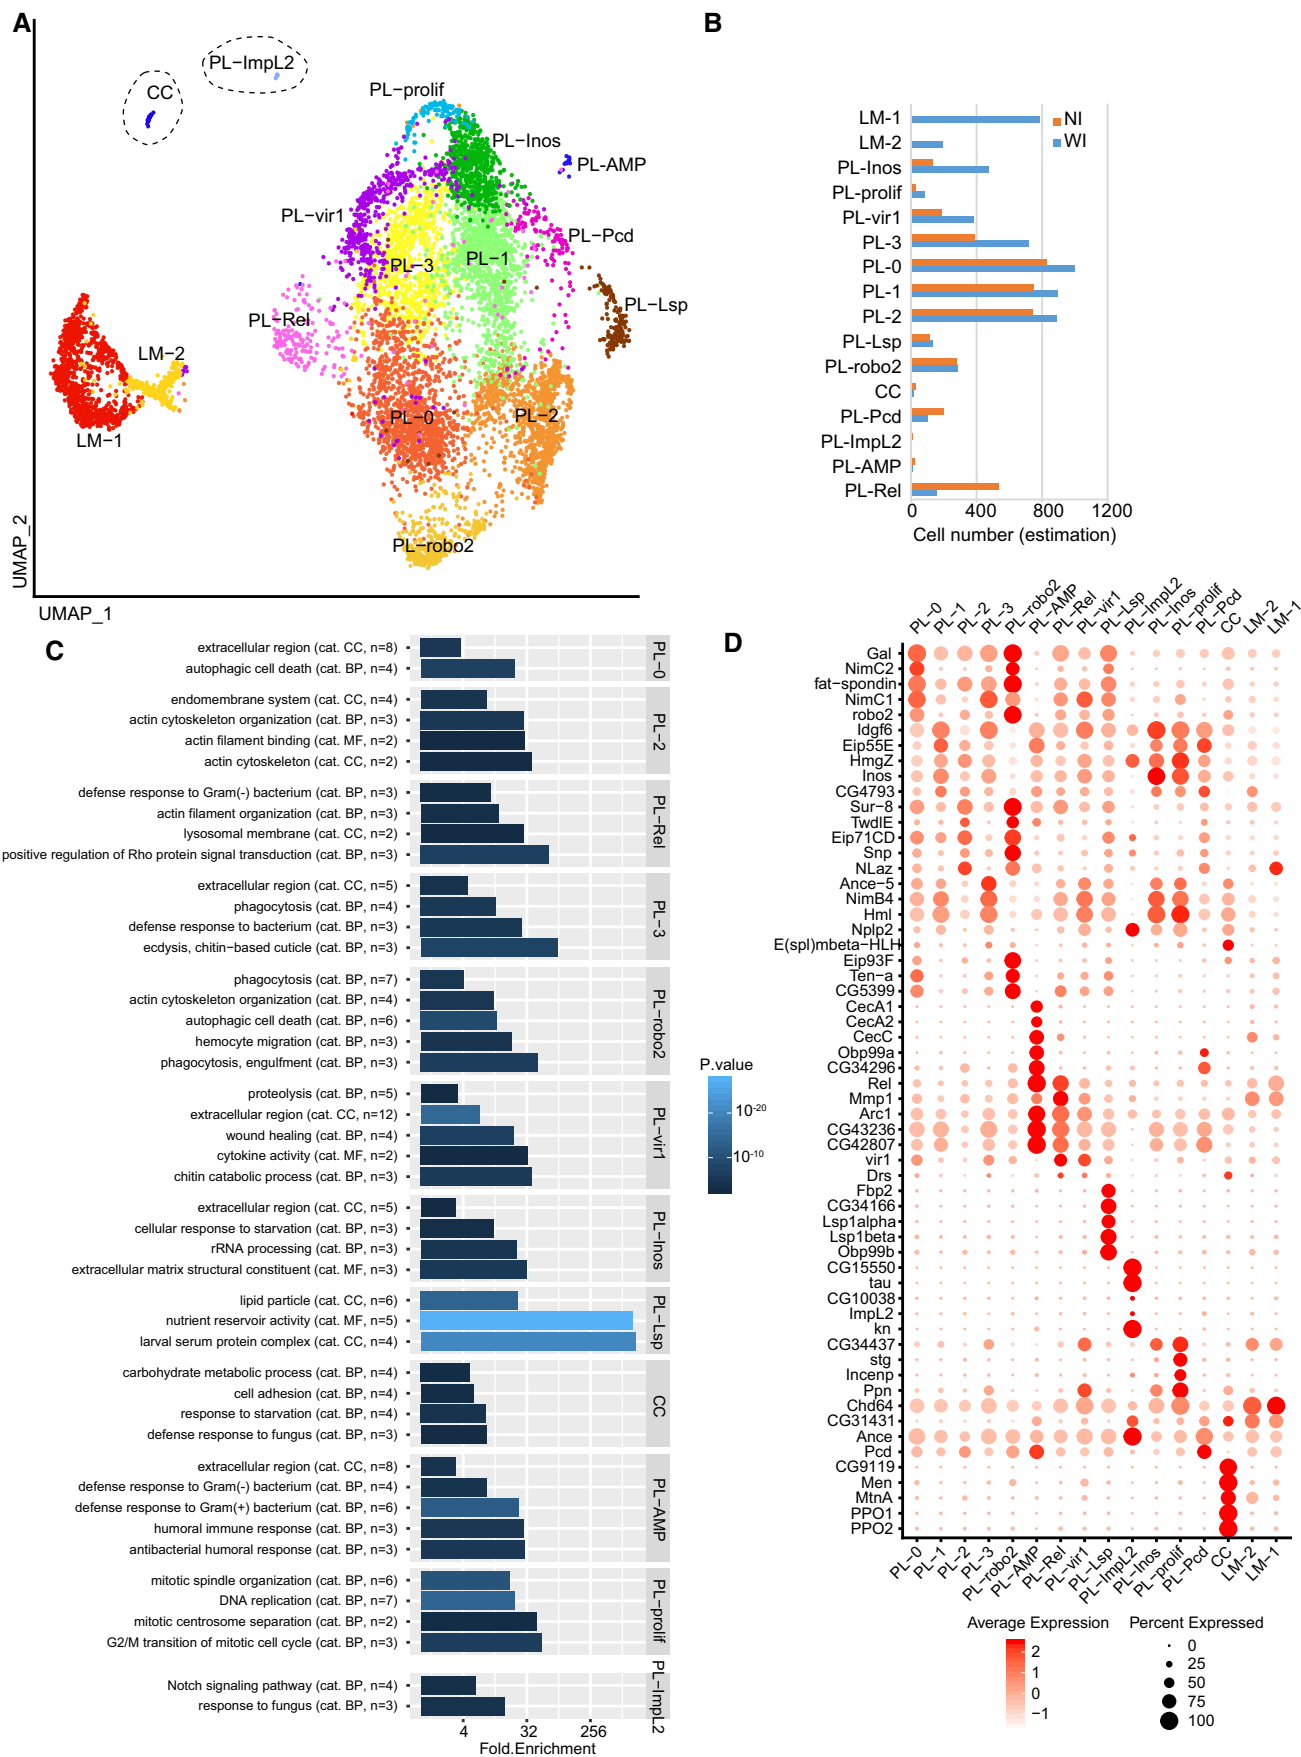 A
PL−ImpL2
CC
PL−prolif
PL−Inos
PL-AMP
PL−vir1
PL−Pcd
PL−3
PL−1
PL−Lsp
PL−Rel
LM−2
PL−0
PL−2
LM−1
PL−robo2
UMAP_2
UMAP_1
B
LM-1
LM-2
PL-Inos
PL-prolif
PL-vir1
PL-3
PL-0
PL-1
PL-2
PL-Lsp
PL-robo2
CC
PL-Pcd
PL-ImpL2
PL-AMP
PL-Rel
NI
WI
0 400 800 1200
Cell number (estimation)
C
extracellular region (cat. CC, n=8)
autophagic cell death (cat. BP, n=4)
PL−0
endomembrane system (cat. CC, n=4)
actin cytoskeleton organization (cat. BP, n=3)
actin filament binding (cat. MF, n=2)
actin cytoskeleton (cat. CC, n=2)
PL−2
defense response to Gram(-) bacterium (cat. BP, n=3)
actin filament organization (cat. BP, n=3)
lysosomal membrane (cat. CC, n=2)
positive regulation of Rho protein signal transduction (cat. BP, n=3)
PL−Rel
extracellular region (cat. CC, n=5)
phagocytosis (cat. BP, n=4)
defense response to bacterium (cat. BP, n=3)
ecdysis, chitin−based cuticle (cat. BP, n=3)
PL−3
phagocytosis (cat. BP, n=7)
actin cytoskeleton organization (cat. BP, n=4)
autophagic cell death (cat. BP, n=6)
hemocyte migration (cat. BP, n=3)
phagocytosis, engulfment (cat. BP, n=3)
PL−robo2
proteolysis (cat. BP, n=5)
extracellular region (cat. CC, n=12)
wound healing (cat. BP, n=4)
cytokine activity (cat. MF, n=2)
chitin catabolic process (cat. BP, n=3)
PL−vir1
extracellular region (cat. CC, n=5)
cellular response to starvation (cat. BP, n=3)
rRNA processing (cat. BP, n=3)
extracellular matrix structural constituent (cat. MF, n=3)
PL−Inos
lipid particle (cat. CC, n=6)
nutrient reservoir activity (cat. MF, n=5)
larval serum protein complex (cat. CC, n=4)
PL−Lsp
carbohydrate metabolic process (cat. BP, n=4)
cell adhesion (cat. BP, n=4)
response to starvation (cat. BP, n=4)
defense response to fungus (cat. BP, n=3)
CC
extracellular region (cat. CC, n=8)
defense response to Gram(-) bacterium (cat. BP, n=4)
defense response to Gram(+) bacterium (cat. BP, n=6)
humoral immune response (cat. BP, n=3)
antibacterial humoral response (cat. BP, n=3)
PL−AMP
mitotic spindle organization (cat. BP, n=6)
DNA replication (cat. BP, n=7)
mitotic centrosome separation (cat. BP, n=2)
G2/M transition of mitotic cell cycle (cat. BP, n=3)
PL−prolif
Notch signaling pathway (cat. BP, n=4)
response to fungus (cat. BP, n=3)
PL−ImpL2
4 32 256
Fold.Enrichment
P.value
10-20
10-10
D
PL−0 PL−1 PL−2 PL−3 PL−robo2 PL−AMP PL−Rel PL−vir1 PL−Lsp PL−ImpL2 PL−Inos PL−prolif PL−Pcd CC LM−2 LM−1
Gal
NimC2
fat−spondin
NimC1
robo2
Idgf6
Eip55E
HmgZ
Inos
CG4793
Sur−8
TwdlE
Eip71CD
Snp
NLaz
Ance−5
NimB4
Hml
Nplp2
E(spl)mbeta−HLH
Eip93F
Ten−a
CG5399
CecA1
CecA2
CecC
Obp99a
CG34296
Rel
Mmp1
Arc1
CG43236
CG42807
vir1
Drs
Fbp2
CG34166
Lsp1alpha
Lsp1beta
Obp99b
CG15550
tau
CG10038
ImpL2
kn
CG34437
stg
Incenp
Ppn
Chd64
CG31431
Ance
Pcd
CG9119
Men
MtnA
PPO1
PPO2
PL−0 PL−1 PL−2 PL−3 PL−robo2 PL−AMP PL−Rel PL−vir1 PL−Lsp PL−ImpL2 PL−Inos PL−prolif PL−Pcd CC LM−2 LM−1
Average Expression
2
1
0
−1
Percent Expressed
0
25
50
75
100